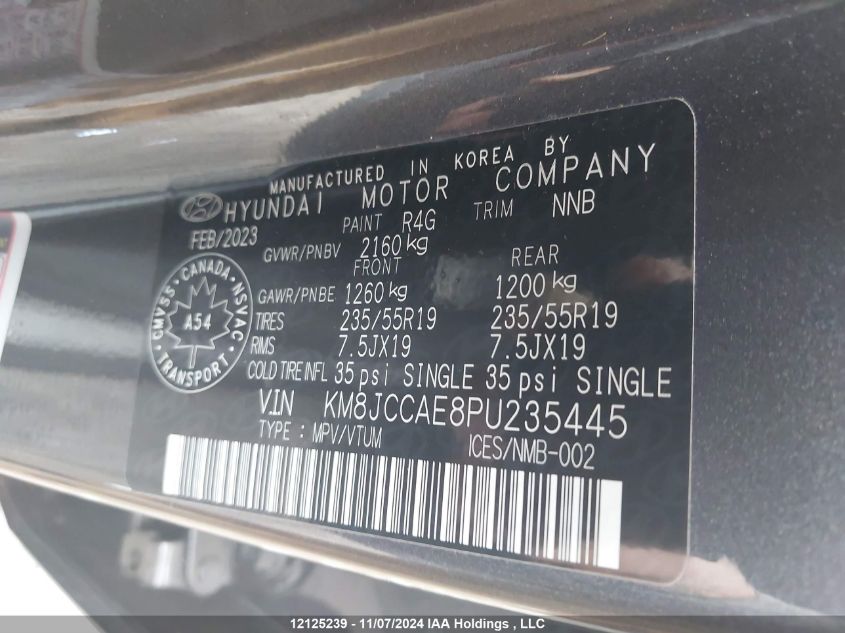 MANUFACTURED IN KOREA BY
HYUNDAI MOTOR COMPANY
FEB/2023 PAINT R4G TRIM NNB
GVWR/PNBV 2160 kg
FRONT REAR
GAWR/PNBE 1260 kg 1200 kg
TIRES 235/55R19 235/55R19
RIMS 7.5JX19 7.5JX19
COLD TIRE INFL 35 psi SINGLE 35 psi SINGLE
VIN KM8JCCAE8PU235445
TYPE : MPV/VTUM ICES/NMB-002
CMVSS · CANADA · NSVAC
A54
TRANSPORT
12125239 - 11/07/2024 IAA Holdings , LLC